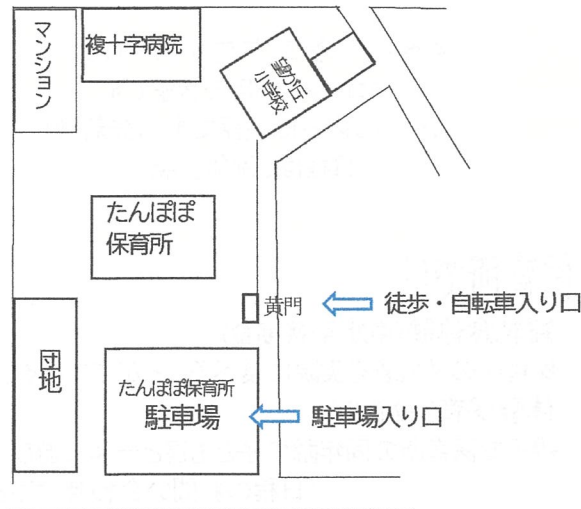 マンション
複十字病院
望が丘
小学校
たんぽぽ
保育所
黄門
徒歩・自転車入り口
団地
たんぽぽ保育所
駐車場
駐車場入り口